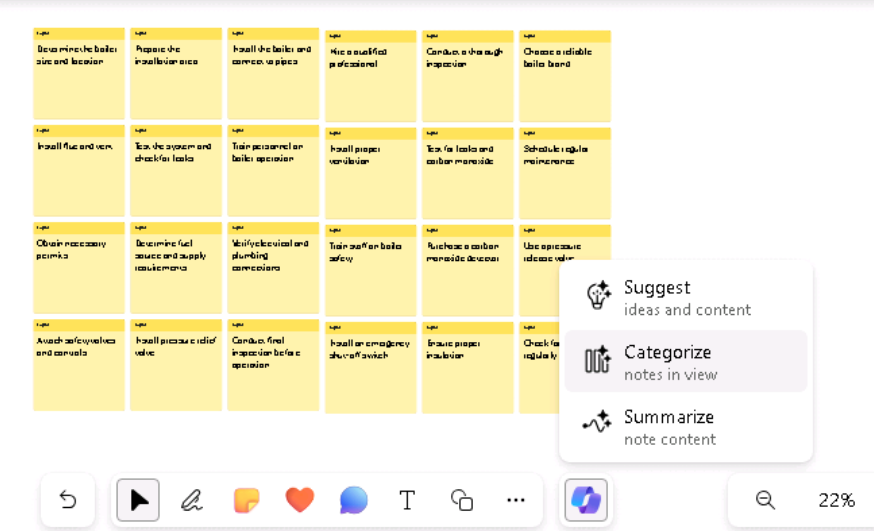 Determine the boiler
size and location
Prepare the
installation area
Install the boiler and
connect to pipes
Hire a qualified
professional
Conduct a thorough
inspection
Choose a reliable
boiler brand
Install flue and vent
Test the system and
check for leaks
Train personnel on
boiler operation
Install proper
ventilation
Test for leaks and
carbon monoxide
Schedule regular
maintenance
Obtain necessary
permits
Determine fuel
source and supply
requirements
Verify electrical and
plumbing
connections
Train staff on boiler
safety
Purchase a carbon
monoxide detector
Use a pressure
release valve
Attach safety valves
and controls
Install pressure relief
valve
Conduct final
inspection before
operation
Install an emergency
shut-off switch
Ensure proper
insulation
Check fo
regularly
Suggest
ideas and content
Categorize
notes in view
Summarize
note content
T
22%